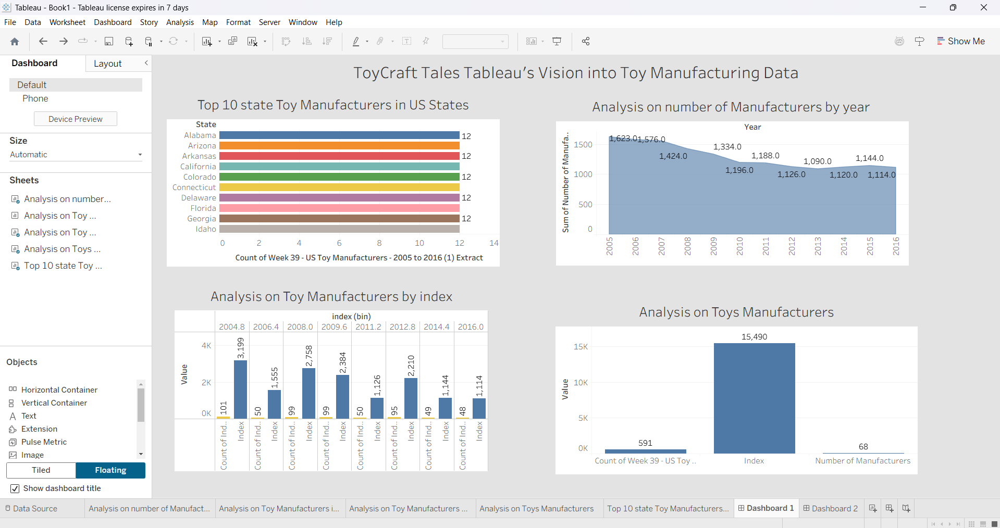 Tableau - Book1 - Tableau license expires in 7 days
File Data Worksheet Dashboard Story Analysis Map Format Server Window Help
Show Me
Dashboard
Layout
Default
Phone
Device Preview
Size
Automatic
Sheets
Analysis on number...
Analysis on Toy ...
Analysis on Toy ...
Analysis on Toys ...
Top 10 state Toy ...
Objects
Horizontal Container
Vertical Container
Text
Extension
Pulse Metric
Image
Tiled Floating
Show dashboard title
ToyCraft Tales Tableau's Vision into Toy Manufacturing Data
Top 10 state Toy Manufacturers in US States
State
Alabama 12
Arizona
Arkansas 12
California
Colorado 12
Connecticut
Delaware 12
Florida
Georgia 12
Idaho
0 2 4 6 8 10 12 14
Count of Week 39 - US Toy Manufacturers - 2005 to 2016 (1) Extract
Analysis on number of Manufacturers by year
Year
Sum of Number of Manufa..
1500
1000
500
0
1,623.0 1,576.0 1,424.0 1,334.0 1,196.0 1,188.0 1,126.0 1,090.0 1,120.0 1,144.0 1,114.0
2005 2006 2007 2008 2009 2010 2011 2012 2013 2014 2015 2016
Analysis on Toy Manufacturers by index
index (bin)
2004.8 2006.4 2008.0 2009.6 2011.2 2012.8 2014.4 2016.0
Value
4K
2K
0K
101 3,199 50 1,555 99 2,758 99 2,384 50 1,126 95 2,210 49 1,144 48 1,114
Count of Ind.. Index Count of Ind.. Index Count of Ind.. Index Count of Ind.. Index Count of Ind.. Index Count of Ind.. Index Count of Ind.. Index Count of Ind.. Index
Analysis on Toys Manufacturers
Value
15K
10K
5K
0K
591 15,490 68
Count of Week 39 - US Toy .. Index Number of Manufacturers
Data Source Analysis on number of Manufact... Analysis on Toy Manufacturers i... Analysis on Toy Manufacturers ... Analysis on Toys Manufacturers Top 10 state Toy Manufacturers... Dashboard 1 Dashboard 2